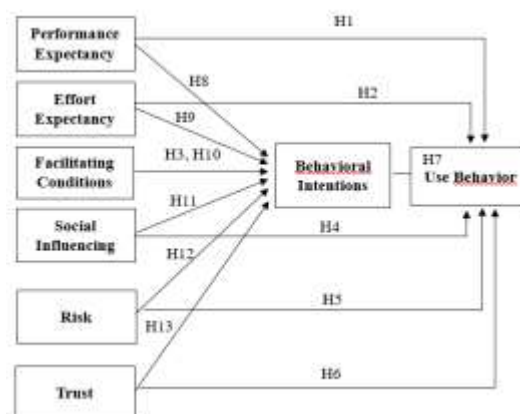 Performance
Expectancy
H1
H8
Effort
Expectancy
H2
H9
Facilitating
Conditions
H3, H10
Behavioral
Intentions
H7
Use Behavior
Social
Influencing
H11
H4
H12
Risk
H5
H13
Trust
H6